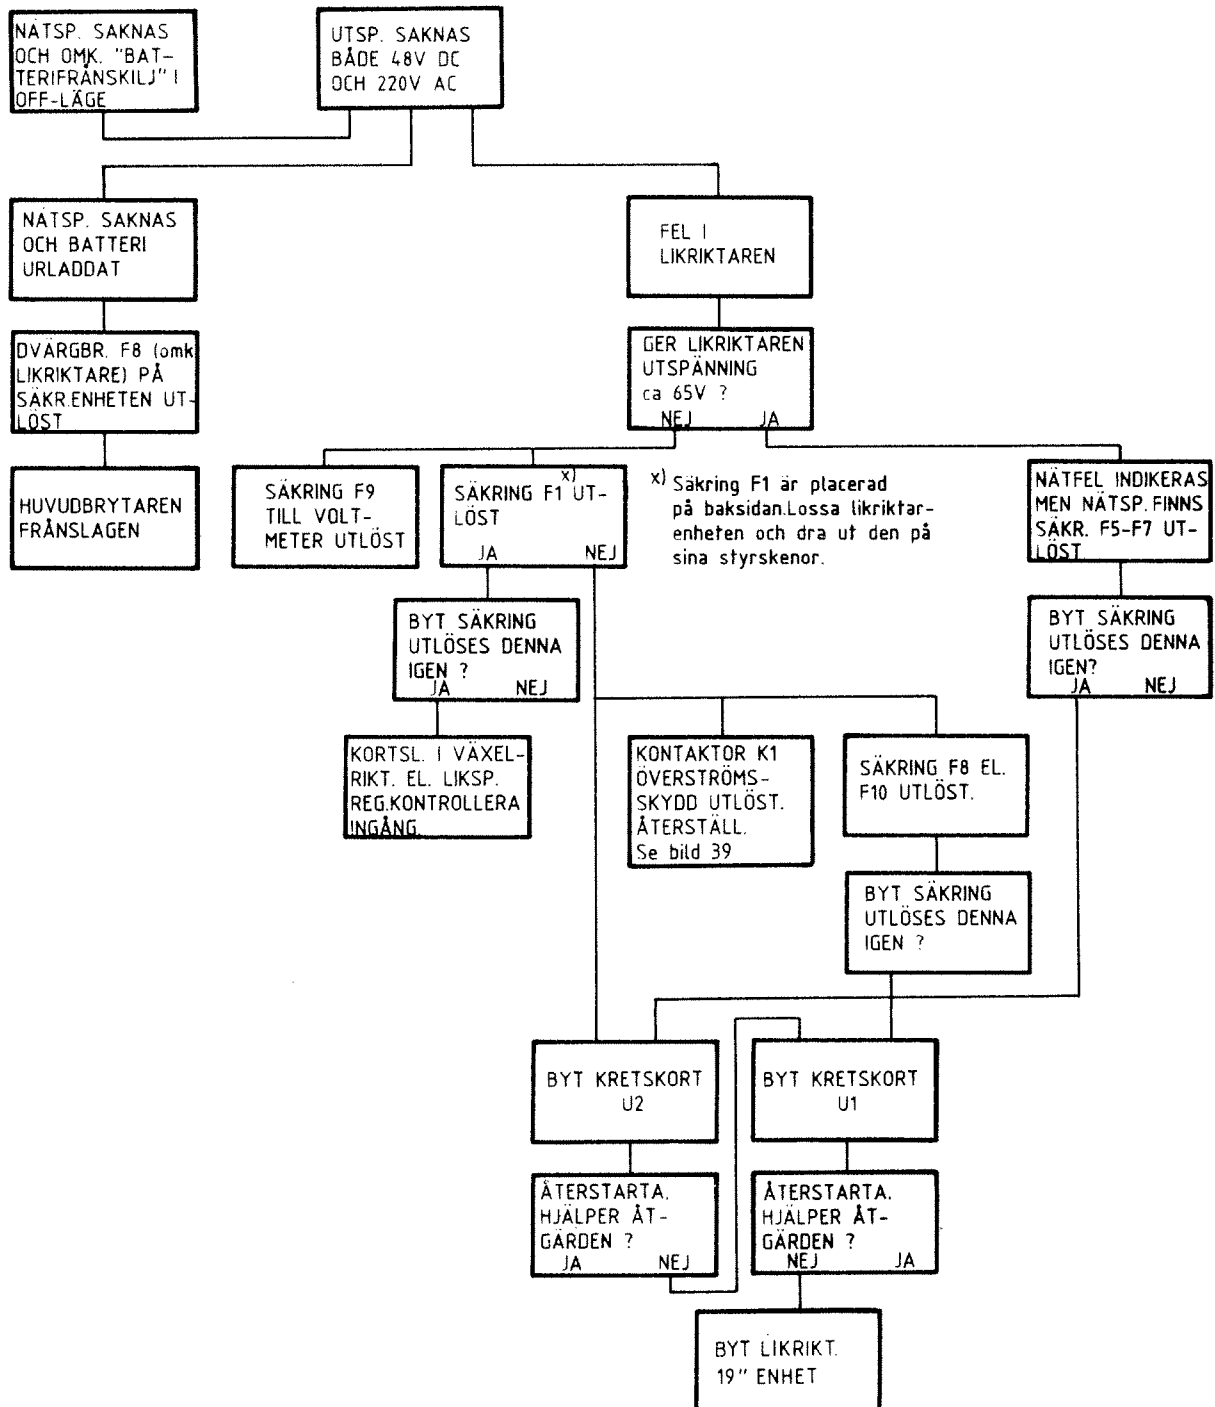 NÄTSP. SAKNAS
OCH OMK. "BAT-
TERIFRÅNSKILJ" I
OFF-LÄGE
UTSP. SAKNAS
BÅDE 48V DC
OCH 220V AC
NÄTSP. SAKNAS
OCH BATTERI
URLADDAT
FEL I
LIKRIKTAREN
DVÄRGBR. F8 (omk
LIKRIKTARE) PÅ
SÄKR.ENHETEN UT-
LÖST
GER LIKRIKTAREN
UTSPÄNNING
ca 65V ?
NEJ JA
HUVUDBRYTAREN
FRÅNSLAGEN
SÄKRING F9
TILL VOLT-
METER UTLÖST
x)
SÄKRING F1 UT-
LÖST
JA NEJ
x) Säkring F1 är placerad
på baksidan.Lossa likriktar-
enheten och dra ut den på
sina styrskenor.
NÄTFEL INDIKERAS
MEN NÄTSP. FINNS
SÄKR. F5-F7 UT-
LÖST
BYT SÄKRING
UTLÖSES DENNA
IGEN ?
JA NEJ
BYT SÄKRING
UTLÖSES DENNA
IGEN?
JA NEJ
KORTSL. I VÄXEL-
RIKT. EL. LIKSP.
REG.KONTROLLERA
INGÅNG.
KONTAKTOR K1
ÖVERSTRÖMS-
SKYDD UTLÖST.
ÅTERSTÄLL.
Se bild 39
SÄKRING F8 EL.
F10 UTLÖST.
BYT SÄKRING
UTLÖSES DENNA
IGEN ?
BYT KRETSKORT
U2
BYT KRETSKORT
U1
ÅTERSTARTA.
HJÄLPER ÅT-
GÄRDEN ?
JA NEJ
ÅTERSTARTA.
HJÄLPER ÅT-
GÄRDEN ?
NEJ JA
BYT LIKRIKT.
19" ENHET